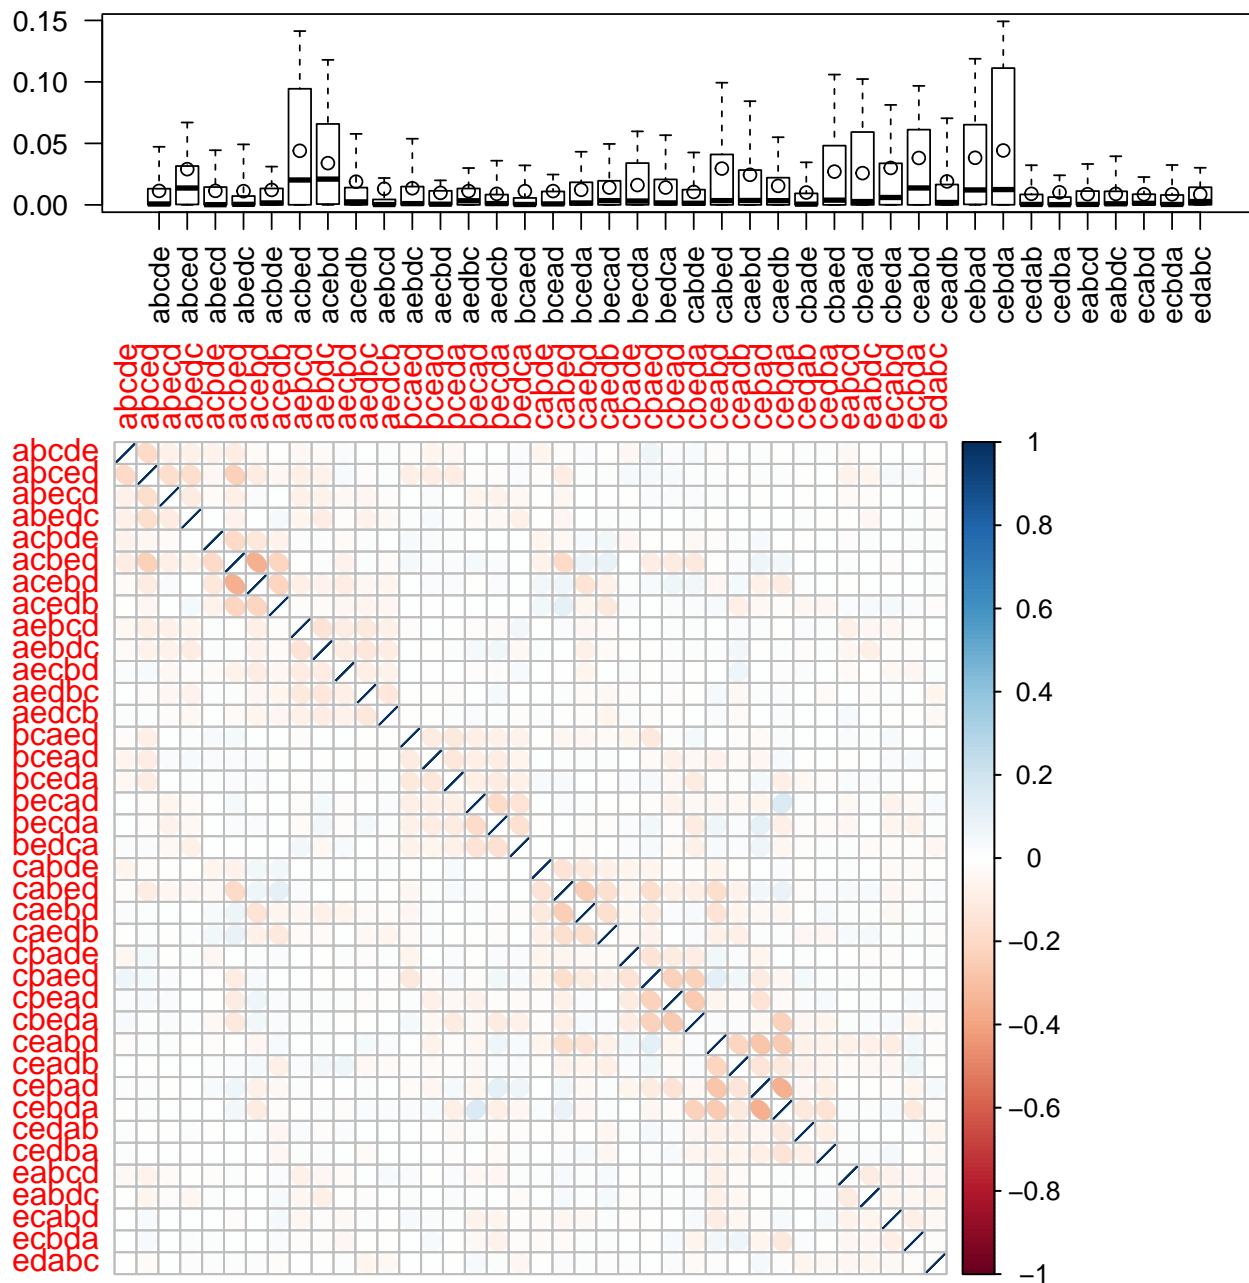 0.15
0.10
0.05
0.00
abcde abced abecd abedc acbde acbed acebd acedb aebcd aebdc aecbd aedbc aedcb bcaed bcead bceda becad becda bedca cabde cabed caebd caedb cbade cbaed cbead cbeda ceabd ceadb cebad cebda cedab cedba eabcd eabdc ecabd ecbda edabc
abcde abced abecd abedc acbde acbed acebd acedb aebcd aebdc aecbd aedbc aedcb bcaed bcead bceda becad becda bedca cabde cabed caebd caedb cbade cbaed cbead cbeda ceabd ceadb cebad cebda cedab cedba eabcd eabdc ecabd ecbda edabc
abcde
abced
abecd
abedc
acbde
acbed
acebd
acedb
aebcd
aebdc
aecbd
aedbc
aedcb
bcaed
bcead
bceda
becad
becda
bedca
cabde
cabed
caebd
caedb
cbade
cbaed
cbead
cbeda
ceabd
ceadb
cebad
cebda
cedab
cedba
eabcd
eabdc
ecabd
ecbda
edabc
1
0.8
0.6
0.4
0.2
0
−0.2
−0.4
−0.6
−0.8
−1